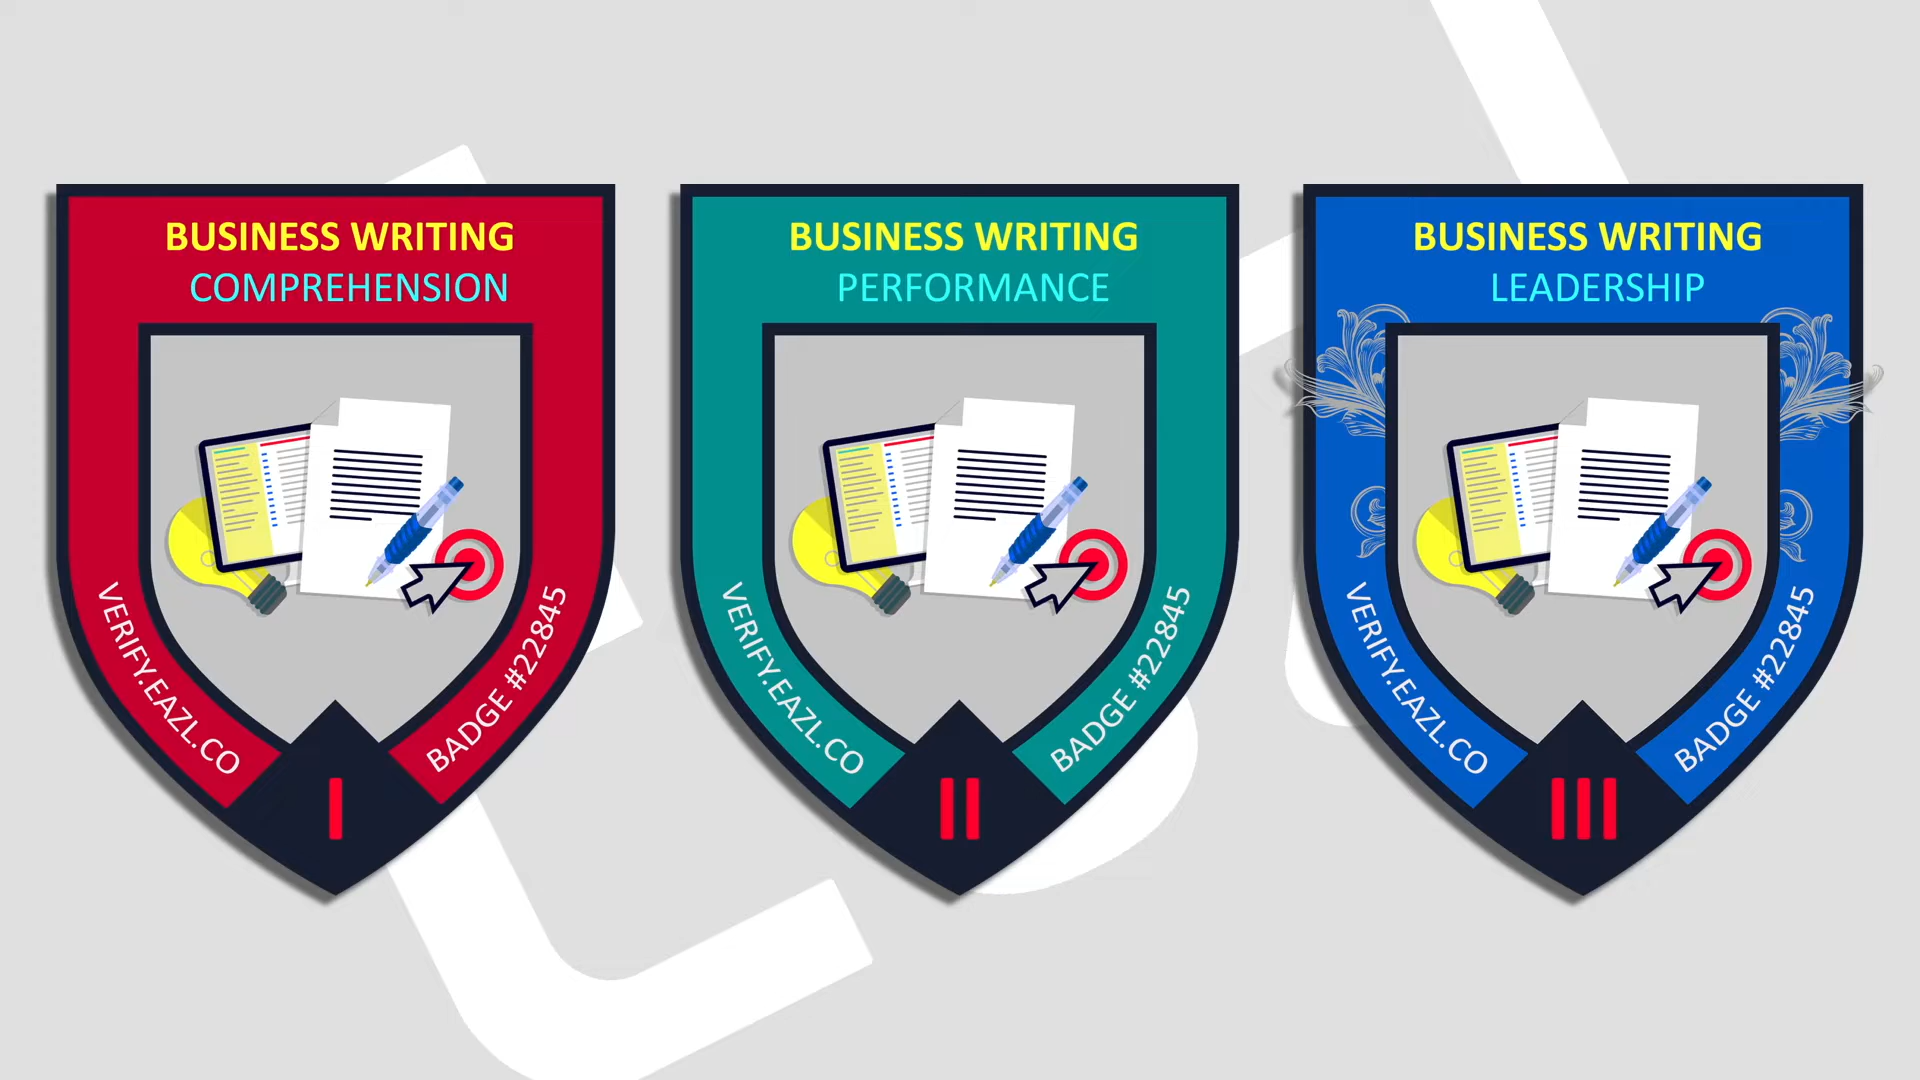 BUSINESS WRITING
COMPREHENSION
VERIFY.EAZL.CO
BADGE #22845
I
BUSINESS WRITING
PERFORMANCE
VERIFY.EAZL.CO
BADGE #22845
II
BUSINESS WRITING
LEADERSHIP
VERIFY.EAZL.CO
BADGE #22845
III